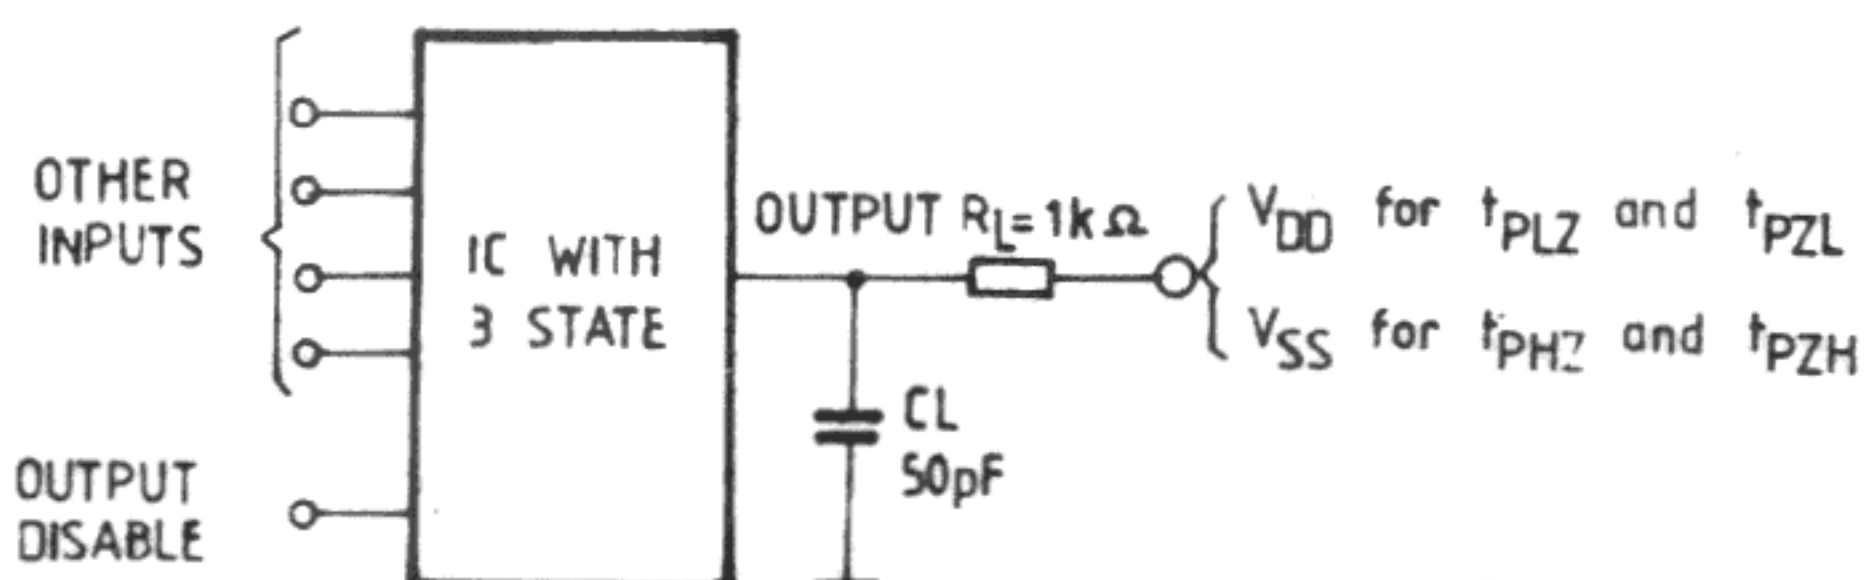 OTHER
INPUTS
IC WITH
3 STATE
OUTPUT RL=1kΩ
VDD for tPLZ and tPZL
VSS for tPHZ and tPZH
CL
50pF
OUTPUT
DISABLE